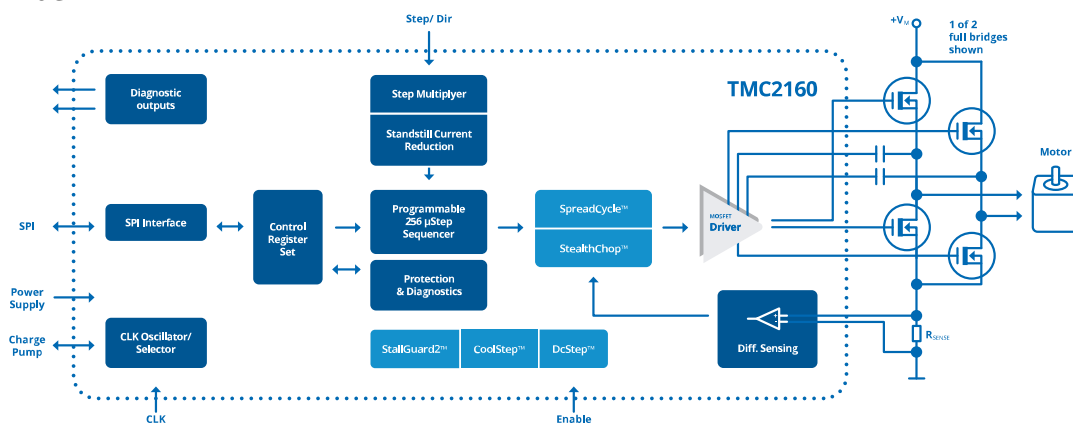 Step/ Dir
+VM
1 of 2
full bridges
shown
Diagnostic
outputs
Step Multiplyer
Standstill Current
Reduction
TMC2160
Motor
SPI
SPI Interface
Control
Register
Set
Programmable
256 µStep
Sequencer
SpreadCycle™
StealthChop™
MOSFET
Driver
Protection
& Diagnostics
Power
Supply
Charge
Pump
CLK Oscillator/
Selector
StallGuard2™
CoolStep™
DcStep™
Diff. Sensing
RSENSE
CLK
Enable